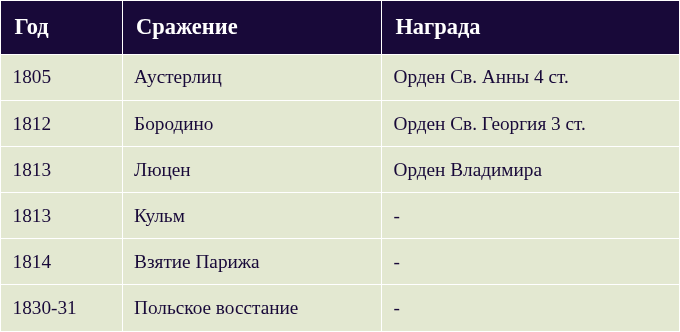 Год Сражение Награда
1805 Аустерлиц Орден Св. Анны 4 ст.
1812 Бородино Орден Св. Георгия 3 ст.
1813 Люцен Орден Владимира
1813 Кульм -
1814 Взятие Парижа -
1830-31 Польское восстание -